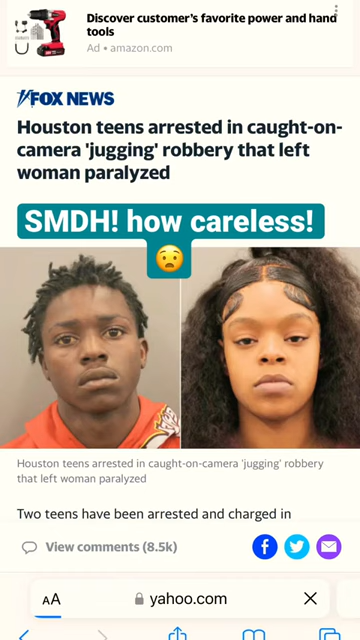 Discover customer's favorite power and hand
tools
Ad • amazon.com
FOX NEWS
Houston teens arrested in caught-on-
camera 'jugging' robbery that left
woman paralyzed
SMDH! how careless!
Houston teens arrested in caught-on-camera 'jugging' robbery
that left woman paralyzed
Two teens have been arrested and charged in
View comments (8.5k)
AA
yahoo.com